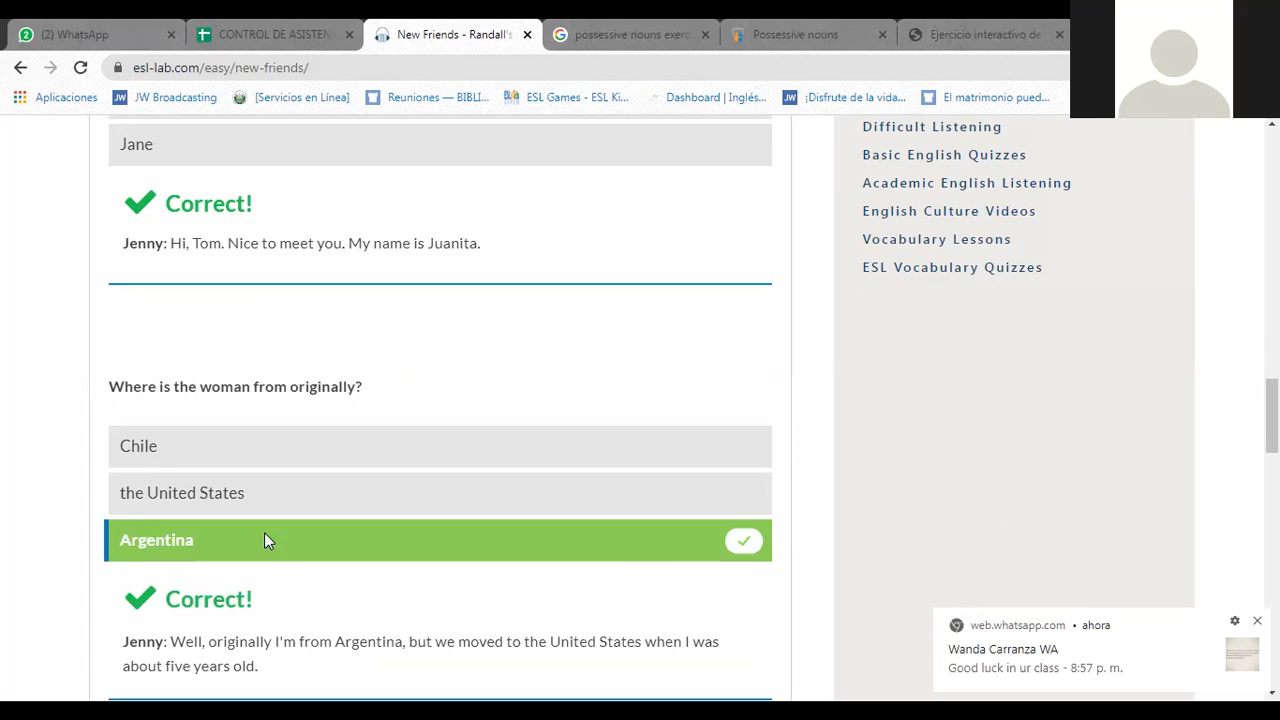 (2) WhatsApp
CONTROL DE ASISTEN
New Friends - Randall's
possessive nouns exerc
Possessive nouns
Ejercicio interactivo de
esl-lab.com/easy/new-friends/
Aplicaciones
JW Broadcasting
[Servicios en Línea]
Reuniones — BIBLI...
ESL Games - ESL Ki...
Dashboard | Inglés,...
¡Disfrute de la vida...
El matrimonio pued...
Jane
Correct!
Jenny: Hi, Tom. Nice to meet you. My name is Juanita.
Where is the woman from originally?
Chile
the United States
Argentina
Correct!
Jenny: Well, originally I'm from Argentina, but we moved to the United States when I was
about five years old.
Difficult Listening
Basic English Quizzes
Academic English Listening
English Culture Videos
Vocabulary Lessons
ESL Vocabulary Quizzes
web.whatsapp.com • ahora
Wanda Carranza WA
Good luck in ur class - 8:57 p. m.